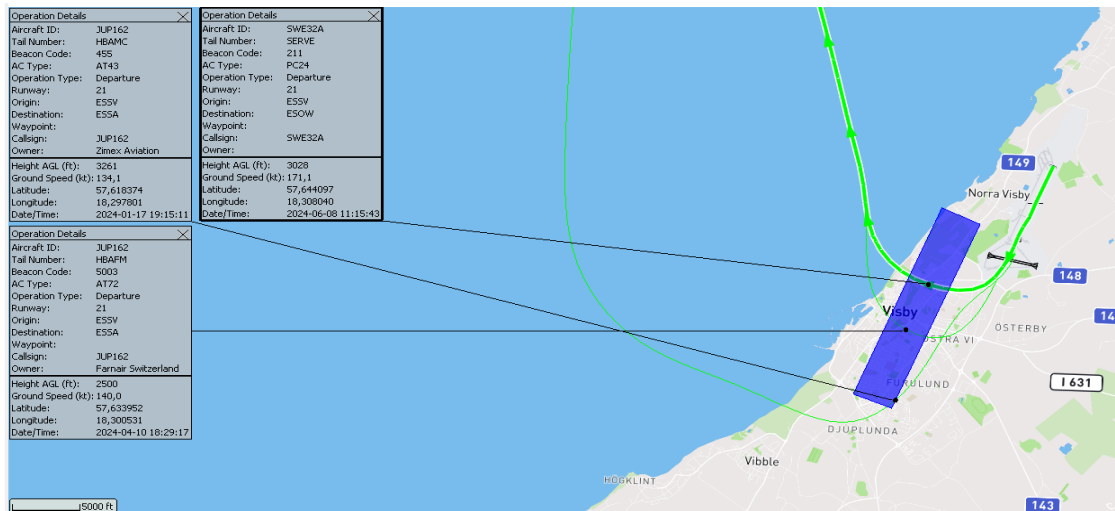 Operation Details
Aircraft ID: JUP162
Tail Number: HBAMC
Beacon Code: 455
AC Type: AT43
Operation Type: Departure
Runway: 21
Origin: ESSV
Destination: ESSA
Waypoint:
Callsign: JUP162
Owner: Zimex Aviation
Height AGL (ft): 3261
Ground Speed (kt): 134,1
Latitude: 57,618374
Longitude: 18,297801
Date/Time: 2024-01-17 19:15:11
Operation Details
Aircraft ID: SWE32A
Tail Number: SERVE
Beacon Code: 211
AC Type: PC24
Operation Type: Departure
Runway: 21
Origin: ESSV
Destination: ESOW
Waypoint:
Callsign: SWE32A
Owner:
Height AGL (ft): 3028
Ground Speed (kt): 171,1
Latitude: 57,644097
Longitude: 18,308040
Date/Time: 2024-06-08 11:15:43
Operation Details
Aircraft ID: JUP162
Tail Number: HBAFM
Beacon Code: 5003
AC Type: AT72
Operation Type: Departure
Runway: 21
Origin: ESSV
Destination: ESSA
Waypoint:
Callsign: JUP162
Owner: Farnair Switzerland
Height AGL (ft): 2500
Ground Speed (kt): 140,0
Latitude: 57,633952
Longitude: 18,300531
Date/Time: 2024-04-10 18:29:17
149
Norra Visby
148
Visby
14
ÖSTERBY
ÖSTRA VI
FURULUND
I 631
DJUPLUNDA
Vibble
HÖGKLINT
143
5000 ft